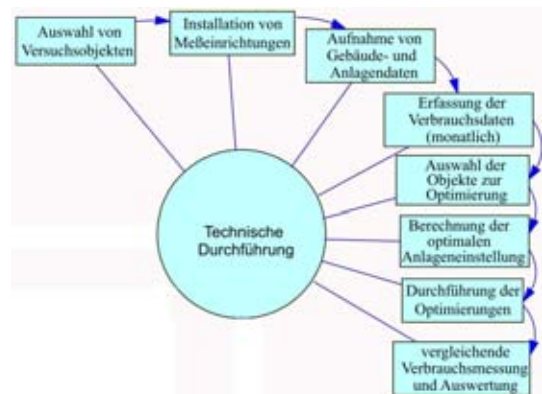 Auswahl von
Versuchsobjekten
Installation von
Meßeinrichtungen
Aufnahme von
Gebäude- und
Anlagendaten
Erfassung der
Verbrauchsdaten
(monatlich)
Auswahl der
Objekte zur
Optimierung
Berechnung der
optimalen
Anlageneinstellung
Durchführung der
Optimierungen
vergleichende
Verbrauchsmessung
und Auswertung
Technische
Durchführung